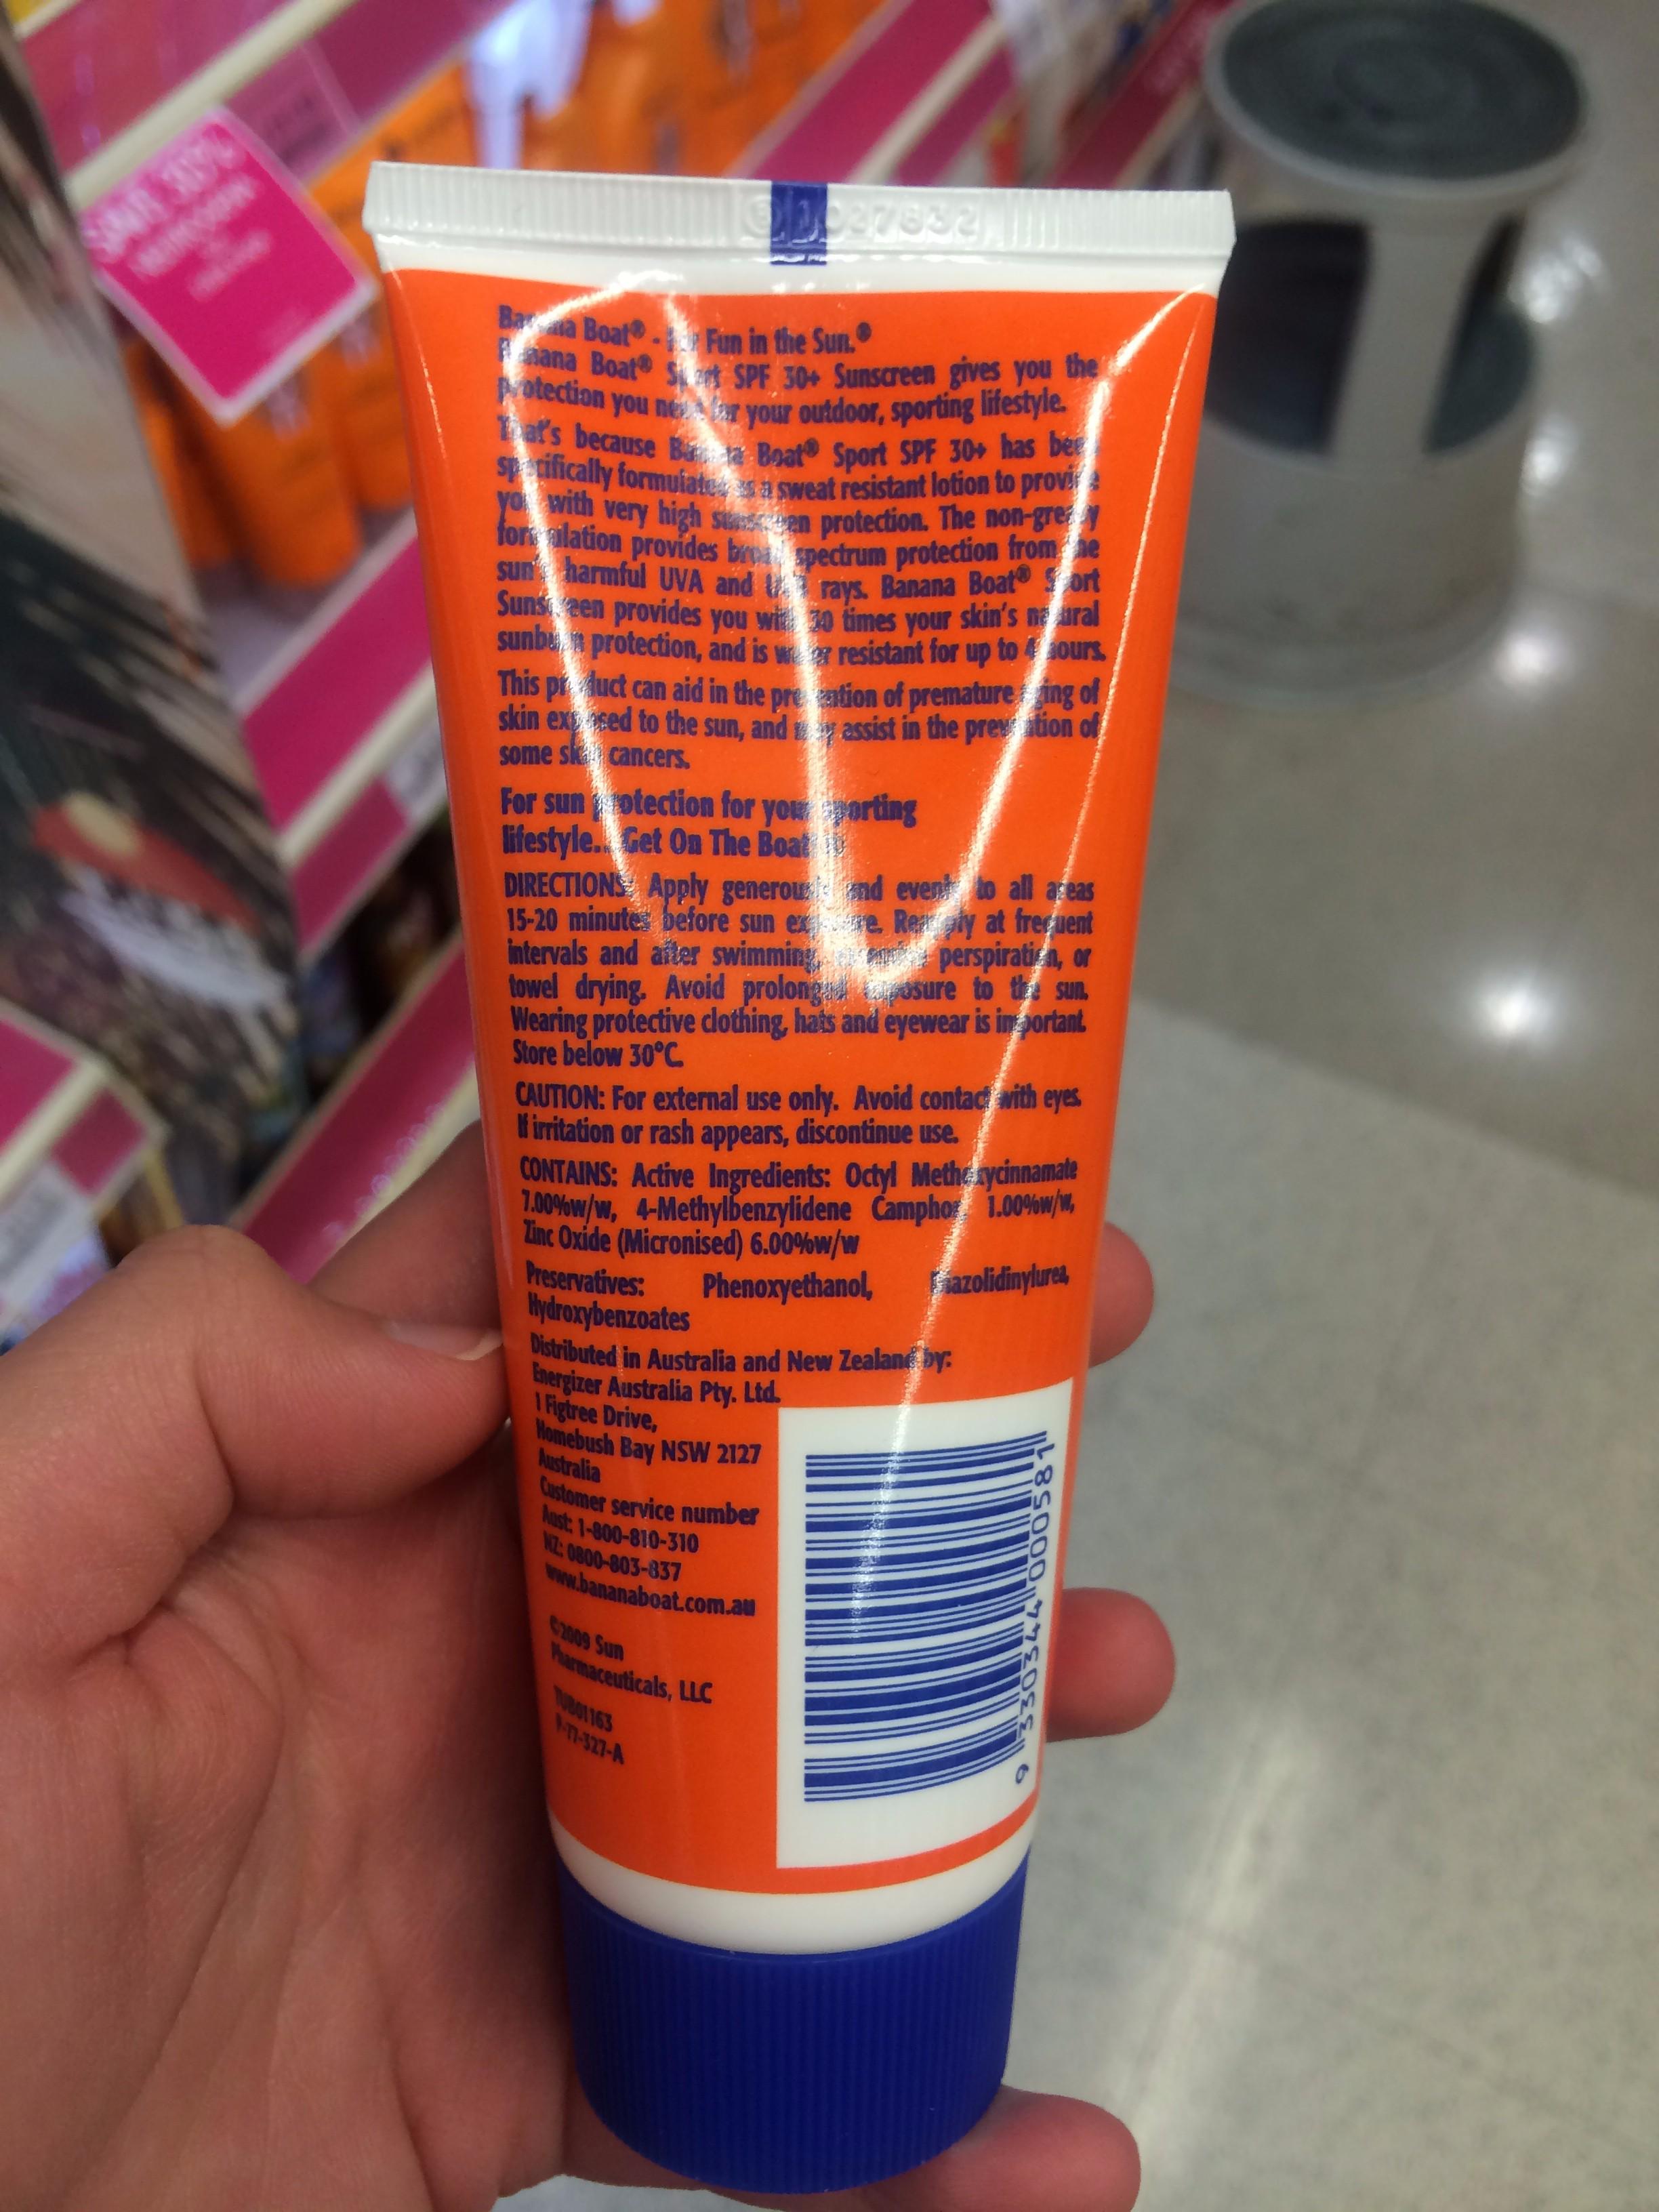 1027832
SAVE 30%
Banana Boat® - For Fun in the Sun.®
Banana Boat® Sport SPF 30+ Sunscreen gives you the
protection you need for your outdoor, sporting lifestyle.
That's because Banana Boat® Sport SPF 30+ has been
specifically formulated as a sweat resistant lotion to provide
you with very high sunscreen protection. The non-greasy
formulation provides broad spectrum protection from the
sun's harmful UVA and UVB rays. Banana Boat® Sport
Sunscreen provides you with 30 times your skin's natural
sunburn protection, and is water resistant for up to 4 hours.
This product can aid in the prevention of premature aging of
skin exposed to the sun, and may assist in the prevention of
some skin cancers.
For sun protection for your sporting
lifestyle... Get On The Boat!
DIRECTIONS: Apply generously and evenly to all areas
15-20 minutes before sun exposure. Reapply at frequent
intervals and after swimming, perspiration, or
towel drying. Avoid prolonged exposure to the sun.
Wearing protective clothing, hats and eyewear is important.
Store below 30°C.
CAUTION: For external use only. Avoid contact with eyes.
If irritation or rash appears, discontinue use.
CONTAINS: Active Ingredients: Octyl Methoxycinnamate
7.00%w/w, 4-Methylbenzylidene Camphor 1.00%w/w,
Zinc Oxide (Micronised) 6.00%w/w
Preservatives: Phenoxyethanol, Diazolidinylurea,
Hydroxybenzoates
Distributed in Australia and New Zealand by:
Energizer Australia Pty. Ltd.
1 Figtree Drive,
Homebush Bay NSW 2127
Australia
Customer service number
Aust: 1-800-810-310
NZ: 0800-803-837
www.bananaboat.com.au
©2009 Sun
Pharmaceuticals, LLC
TUB01163
P-77-327-A
9 330344 000581